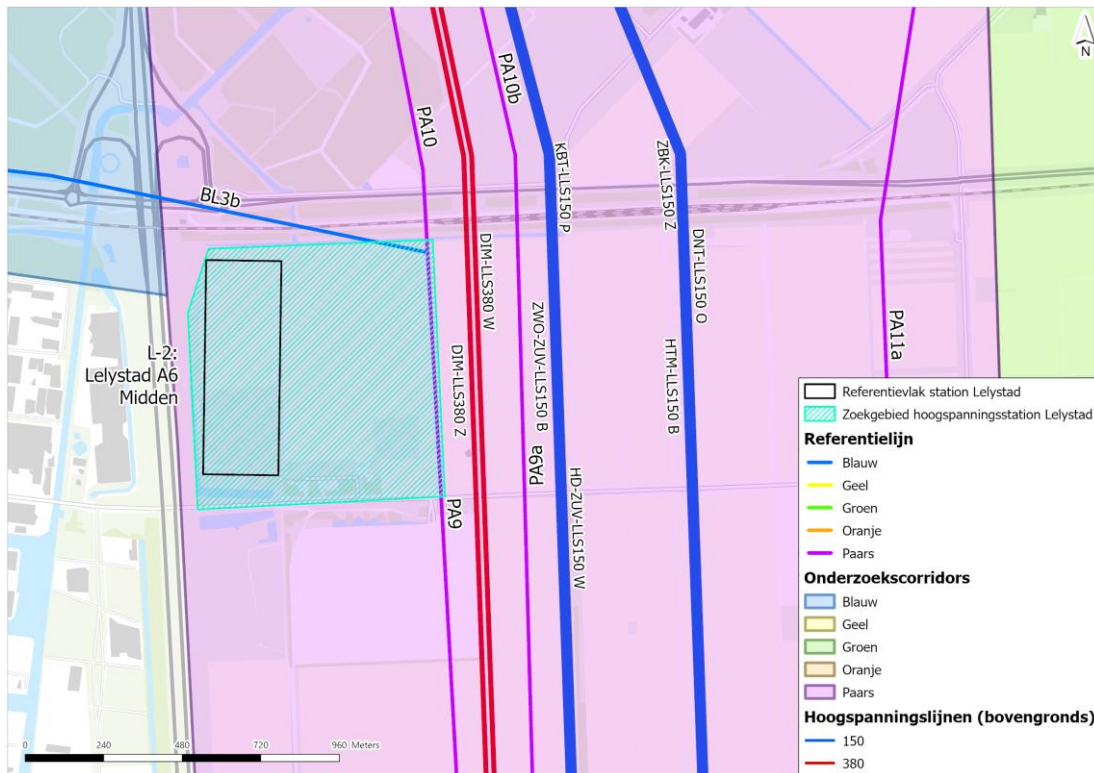 N
PA10
PA10b
BL3b
KBT-LLS150 P
ZBK-LLS150 Z
DIM-LLS380 W
DNT-LLS150 O
ZWO-ZUV-LLS150 B
PA11a
L-2:
Lelystad A6
Midden
DIM-LLS380 Z
HTM-LLS150 B
PA9a
PA9
HD-ZUV-LLS150 W
Referentievlak station Lelystad
Zoekgebied hoogspanningsstation Lelystad
Referentielijn
Blauw
Geel
Groen
Oranje
Paars
Onderzoekscorridors
Blauw
Geel
Groen
Oranje
Paars
Hoogspanningslijnen (bovengronds)
150
380
0 240 480 720 960 Meters